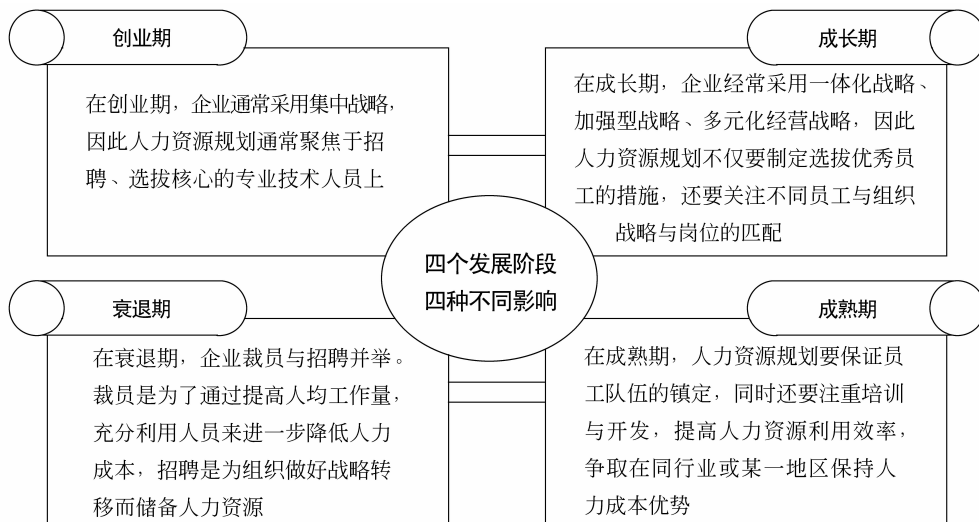 创业期
在创业期，企业通常采用集中战略，
因此人力资源规划通常聚焦于招
聘、选拔核心的专业技术人员上
成长期
在成长期，企业经常采用一体化战略、
加强型战略、多元化经营战略，因此
人力资源规划不仅要制定选拔优秀员
工的措施，还要关注不同员工与组织
战略与岗位的匹配
四个发展阶段
四种不同影响
衰退期
在衰退期，企业裁员与招聘并举。
裁员是为了通过提高人均工作量，
充分利用人员来进一步降低人力
成本，招聘是为组织做好战略转
移而储备人力资源
成熟期
在成熟期，人力资源规划要保证员
工队伍的镇定，同时还要注重培训
与开发，提高人力资源利用效率，
争取在同行业或某一地区保持人
力成本优势